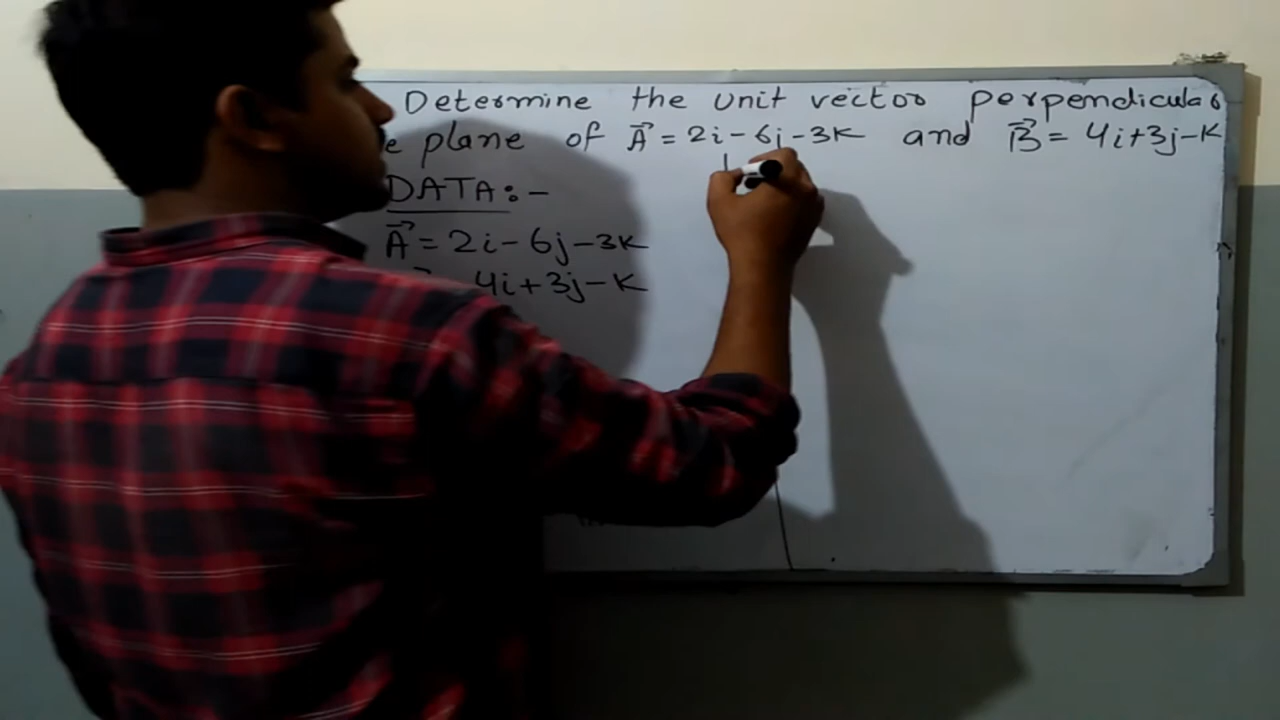 Determine the unit vector perpendicular
plane of A⃗ = 2i - 6j - 3k and B⃗ = 4i + 3j - k
DATA:-
A⃗ = 2i - 6j - 3k
4i + 3j - k